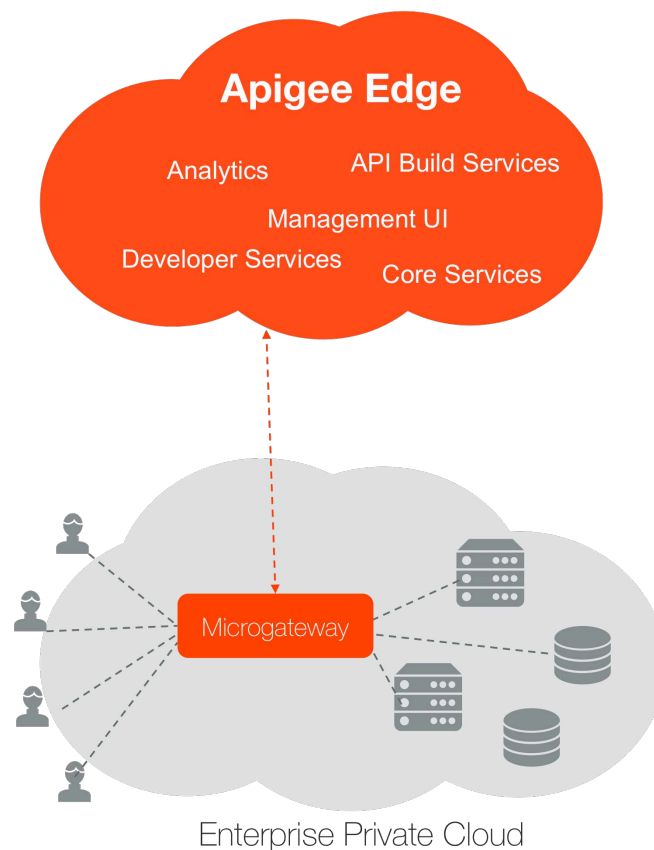 Apigee Edge
Analytics
API Build Services
Management UI
Developer Services
Core Services
Microgateway
Enterprise Private Cloud